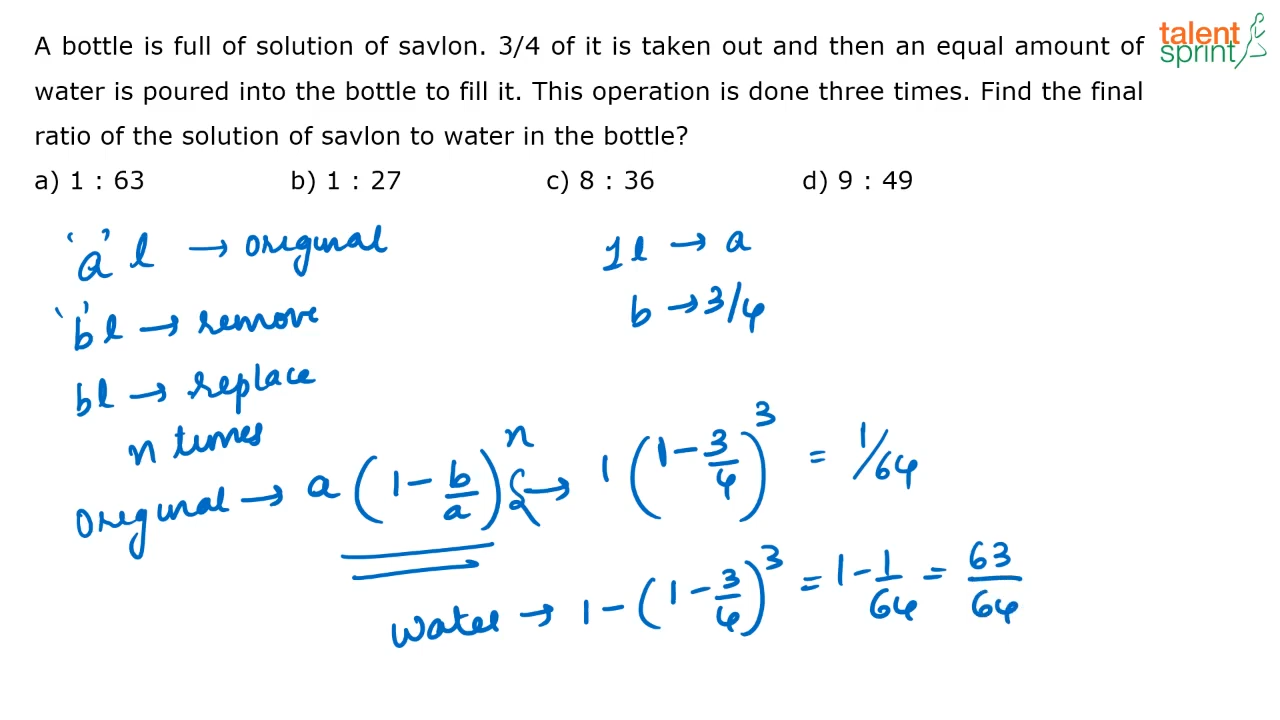 talent
sprint
A bottle is full of solution of savlon. 3/4 of it is taken out and then an equal amount of
water is poured into the bottle to fill it. This operation is done three times. Find the final
ratio of the solution of savlon to water in the bottle?
a) 1 : 63 b) 1 : 27 c) 8 : 36 d) 9 : 49
'a' l → original
'b' l → remove
bl → replace
n times
1 l → a
b → 3/4
original → a (1 - b/a)^n → 1 (1 - 3/4)^3 = 1/64
water → 1 - (1 - 3/4)^3 = 1 - 1/64 = 63/64